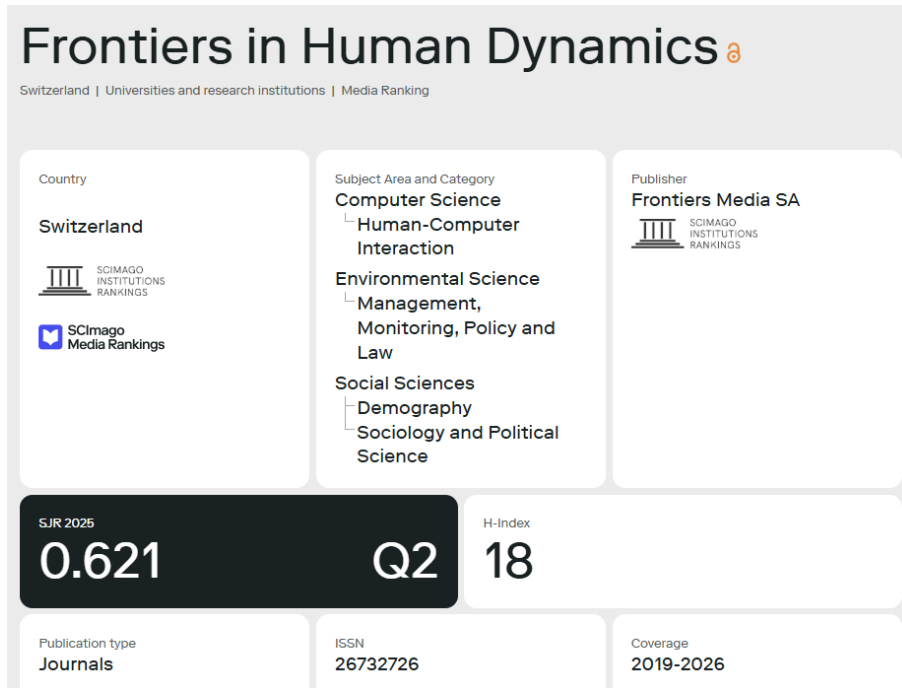 Frontiers in Human Dynamics
Switzerland | Universities and research institutions | Media Ranking
Country
Switzerland
SCIMAGO
INSTITUTIONS
RANKINGS
SCImago
Media Rankings
Subject Area and Category
Computer Science
Human-Computer
Interaction
Environmental Science
Management,
Monitoring, Policy and
Law
Social Sciences
Demography
Sociology and Political
Science
Publisher
Frontiers Media SA
SCIMAGO
INSTITUTIONS
RANKINGS
SJR 2025
0.621 Q2
H-Index
18
Publication type
Journals
ISSN
26732726
Coverage
2019-2026